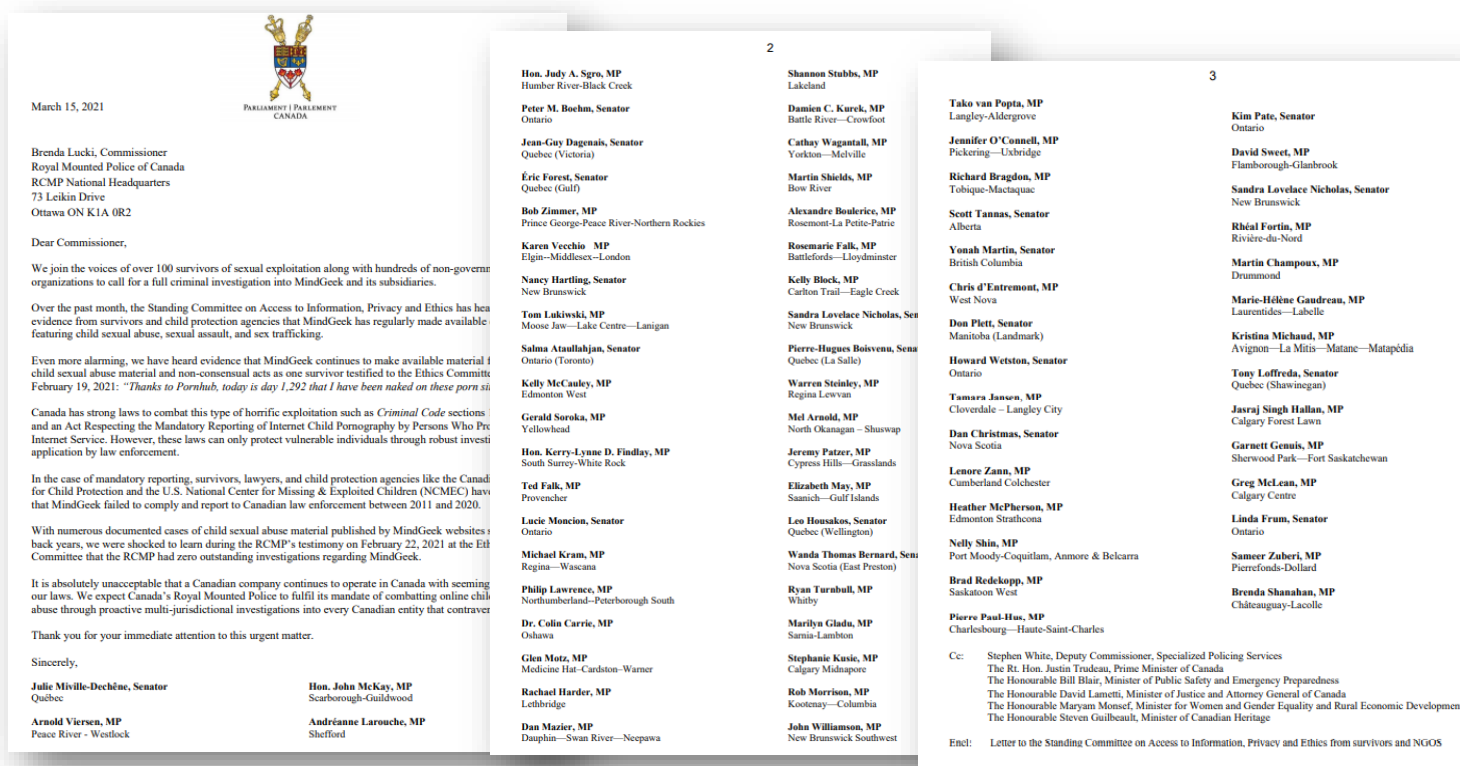 PARLIAMENT | PARLEMENT
CANADA
March 15, 2021
Brenda Lucki, Commissioner
Royal Mounted Police of Canada
RCMP National Headquarters
73 Leikin Drive
Ottawa ON K1A 0R2
Dear Commissioner,
We join the voices of over 100 survivors of sexual exploitation along with hundreds of non-governm
organizations to call for a full criminal investigation into MindGeek and its subsidiaries.
Over the past month, the Standing Committee on Access to Information, Privacy and Ethics has hea
evidence from survivors and child protection agencies that MindGeek has regularly made available
featuring child sexual abuse, sexual assault, and sex trafficking.
Even more alarming, we have heard evidence that MindGeek continues to make available material f
child sexual abuse material and non-consensual acts as one survivor testified to the Ethics Committe
February 19, 2021: "Thanks to Pornhub, today is day 1,292 that I have been naked on these porn si
Canada has strong laws to combat this type of horrific exploitation such as Criminal Code sections
and an Act Respecting the Mandatory Reporting of Internet Child Pornography by Persons Who Pro
Internet Service. However, these laws can only protect vulnerable individuals through robust investi
application by law enforcement.
In the case of mandatory reporting, survivors, lawyers, and child protection agencies like the Canadi
for Child Protection and the U.S. National Center for Missing & Exploited Children (NCMEC) have
that MindGeek failed to comply and report to Canadian law enforcement between 2011 and 2020.
With numerous documented cases of child sexual abuse material published by MindGeek websites s
back years, we were shocked to learn during the RCMP's testimony on February 22, 2021 at the Eth
Committee that the RCMP had zero outstanding investigations regarding MindGeek.
It is absolutely unacceptable that a Canadian company continues to operate in Canada with seeming
our laws. We expect Canada's Royal Mounted Police to fulfil its mandate of combatting online chil
abuse through proactive multi-jurisdictional investigations into every Canadian entity that contraven
Thank you for your immediate attention to this urgent matter.
Sincerely,
Julie Miville-Dechêne, Senator
Québec
Hon. John McKay, MP
Scarborough-Guildwood
Arnold Viersen, MP
Peace River - Westlock
Andréanne Larouche, MP
Shefford
2
Hon. Judy A. Sgro, MP
Humber River-Black Creek
Peter M. Boehm, Senator
Ontario
Jean-Guy Dagenais, Senator
Quebec (Victoria)
Éric Forest, Senator
Quebec (Gulf)
Bob Zimmer, MP
Prince George-Peace River-Northern Rockies
Karen Vecchio MP
Elgin--Middlesex--London
Nancy Hartling, Senator
New Brunswick
Tom Lukiwski, MP
Moose Jaw—Lake Centre—Lanigan
Salma Ataullahjan, Senator
Ontario (Toronto)
Kelly McCauley, MP
Edmonton West
Gerald Soroka, MP
Yellowhead
Hon. Kerry-Lynne D. Findlay, MP
South Surrey-White Rock
Ted Falk, MP
Provencher
Lucie Moncion, Senator
Ontario
Michael Kram, MP
Regina—Wascana
Philip Lawrence, MP
Northumberland--Peterborough South
Dr. Colin Carrie, MP
Oshawa
Glen Motz, MP
Medicine Hat–Cardston–Warner
Rachael Harder, MP
Lethbridge
Dan Mazier, MP
Dauphin—Swan River—Neepawa
Shannon Stubbs, MP
Lakeland
Damien C. Kurek, MP
Battle River—Crowfoot
Cathay Wagantall, MP
Yorkton—Melville
Martin Shields, MP
Bow River
Alexandre Boulerice, MP
Rosemont-La Petite-Patrie
Rosemarie Falk, MP
Battlefords—Lloydminster
Kelly Block, MP
Carlton Trail—Eagle Creek
Sandra Lovelace Nicholas, Sen
New Brunswick
Pierre-Hugues Boisvenu, Sena
Quebec (La Salle)
Warren Steinley, MP
Regina Lewvan
Mel Arnold, MP
North Okanagan – Shuswap
Jeremy Patzer, MP
Cypress Hills—Grasslands
Elizabeth May, MP
Saanich—Gulf Islands
Leo Housakos, Senator
Quebec (Wellington)
Wanda Thomas Bernard, Sena
Nova Scotia (East Preston)
Ryan Turnbull, MP
Whitby
Marilyn Gladu, MP
Sarnia-Lambton
Stephanie Kusie, MP
Calgary Midnapore
Rob Morrison, MP
Kootenay—Columbia
John Williamson, MP
New Brunswick Southwest
3
Tako van Popta, MP
Langley-Aldergrove
Jennifer O'Connell, MP
Pickering—Uxbridge
Richard Bragdon, MP
Tobique-Mactaquac
Scott Tannas, Senator
Alberta
Yonah Martin, Senator
British Columbia
Chris d'Entremont, MP
West Nova
Don Plett, Senator
Manitoba (Landmark)
Howard Wetston, Senator
Ontario
Tamara Jansen, MP
Cloverdale – Langley City
Dan Christmas, Senator
Nova Scotia
Lenore Zann, MP
Cumberland Colchester
Heather McPherson, MP
Edmonton Strathcona
Nelly Shin, MP
Port Moody-Coquitlam, Anmore & Belcarra
Brad Redekopp, MP
Saskatoon West
Pierre Paul-Hus, MP
Charlesbourg—Haute-Saint-Charles
Kim Pate, Senator
Ontario
David Sweet, MP
Flamborough-Glanbrook
Sandra Lovelace Nicholas, Senator
New Brunswick
Rhéal Fortin, MP
Rivière-du-Nord
Martin Champoux, MP
Drummond
Marie-Hélène Gaudreau, MP
Laurentides—Labelle
Kristina Michaud, MP
Avignon—La Mitis—Matane—Matapédia
Tony Loffreda, Senator
Quebec (Shawinegan)
Jasraj Singh Hallan, MP
Calgary Forest Lawn
Garnett Genuis, MP
Sherwood Park—Fort Saskatchewan
Greg McLean, MP
Calgary Centre
Linda Frum, Senator
Ontario
Sameer Zuberi, MP
Pierrefonds-Dollard
Brenda Shanahan, MP
Châteauguay-Lacolle
Cc: Stephen White, Deputy Commissioner, Specialized Policing Services
The Rt. Hon. Justin Trudeau, Prime Minister of Canada
The Honourable Bill Blair, Minister of Public Safety and Emergency Preparedness
The Honourable David Lametti, Minister of Justice and Attorney General of Canada
The Honourable Maryam Monsef, Minister for Women and Gender Equality and Rural Economic Developmen
The Honourable Steven Guilbeault, Minister of Canadian Heritage
Encl: Letter to the Standing Committee on Access to Information, Privacy and Ethics from survivors and NGOS